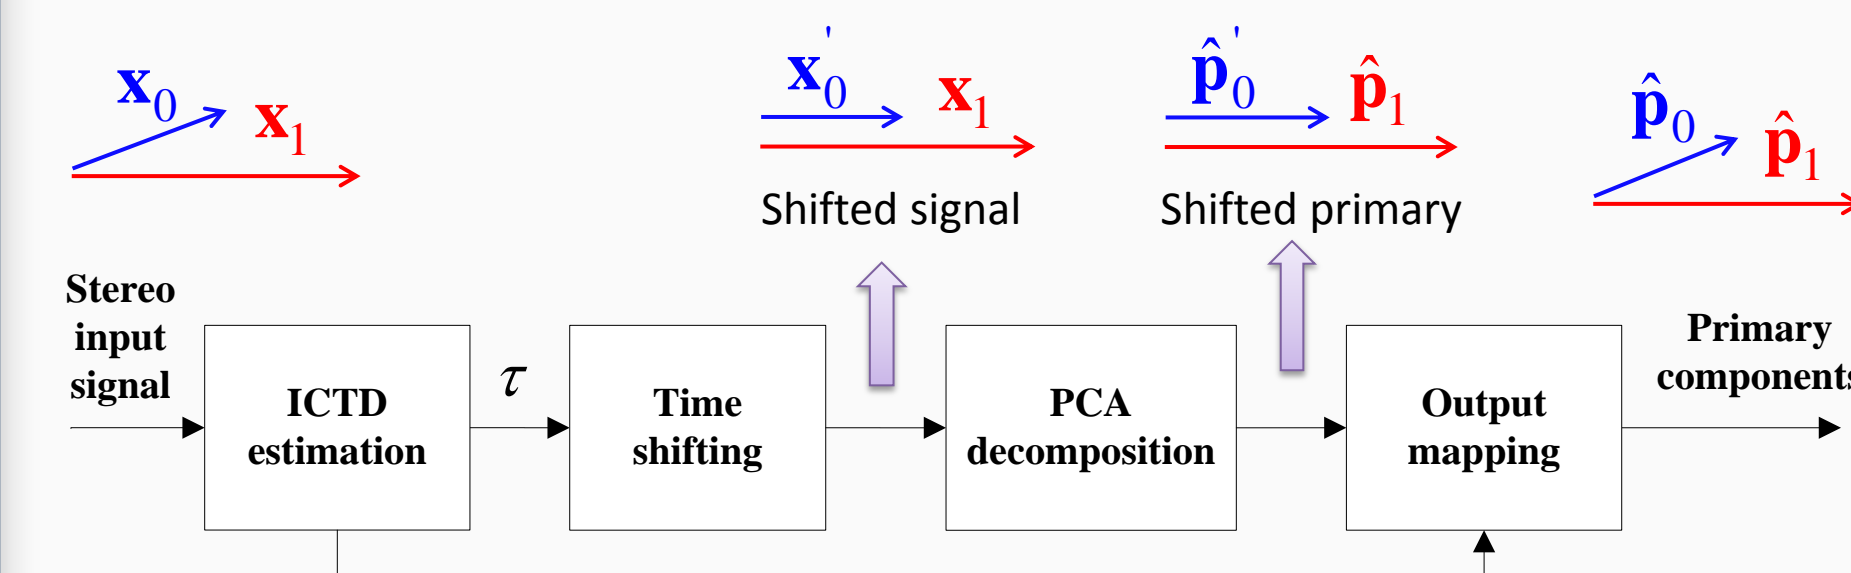 x₀ x₁
x₀' x₁
p̂₀' p̂₁
p̂₀ p̂₁
Shifted signal
Shifted primary
Stereo
input
signal
ICTD
estimation
τ
Time
shifting
PCA
decomposition
Output
mapping
Primary
components